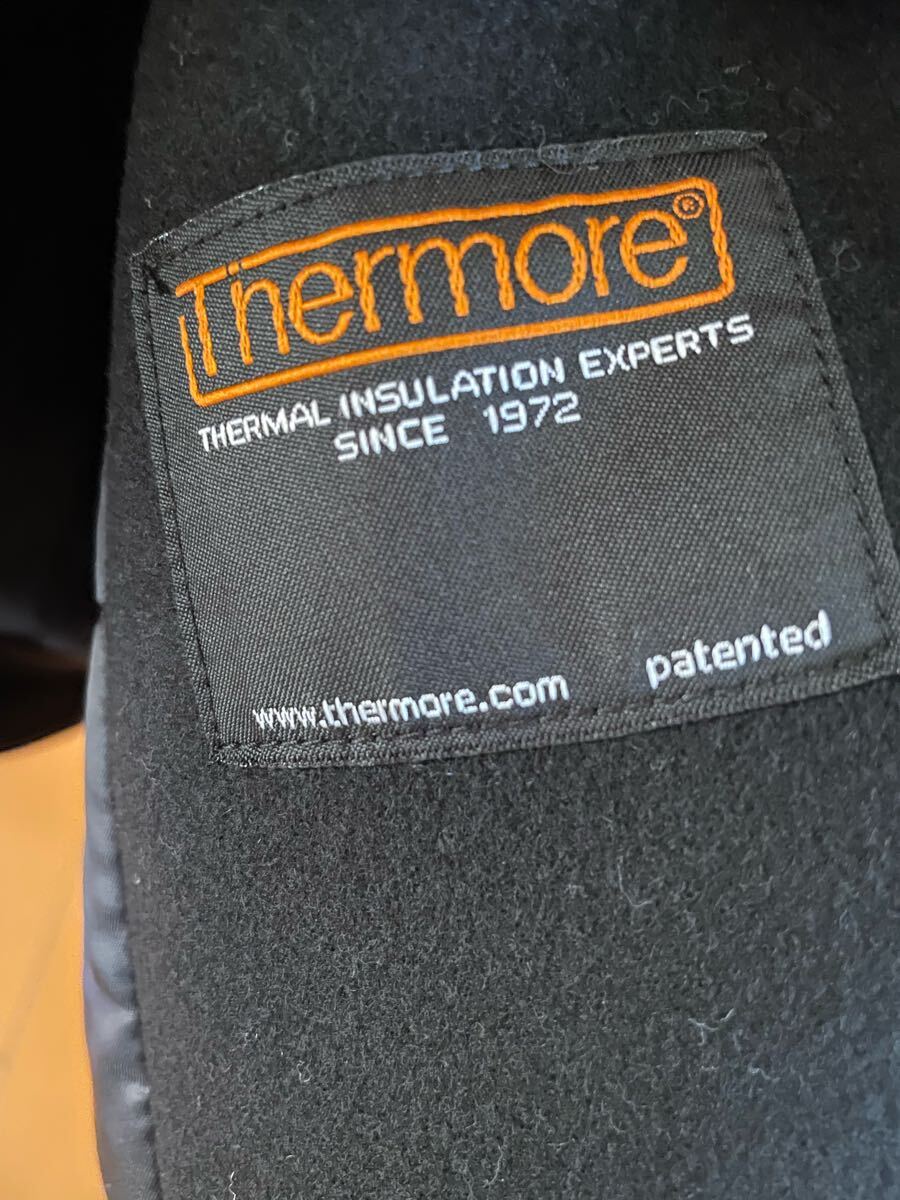 Thermore®
THERMAL INSULATION EXPERTS
SINCE 1972
www.thermore.com patented